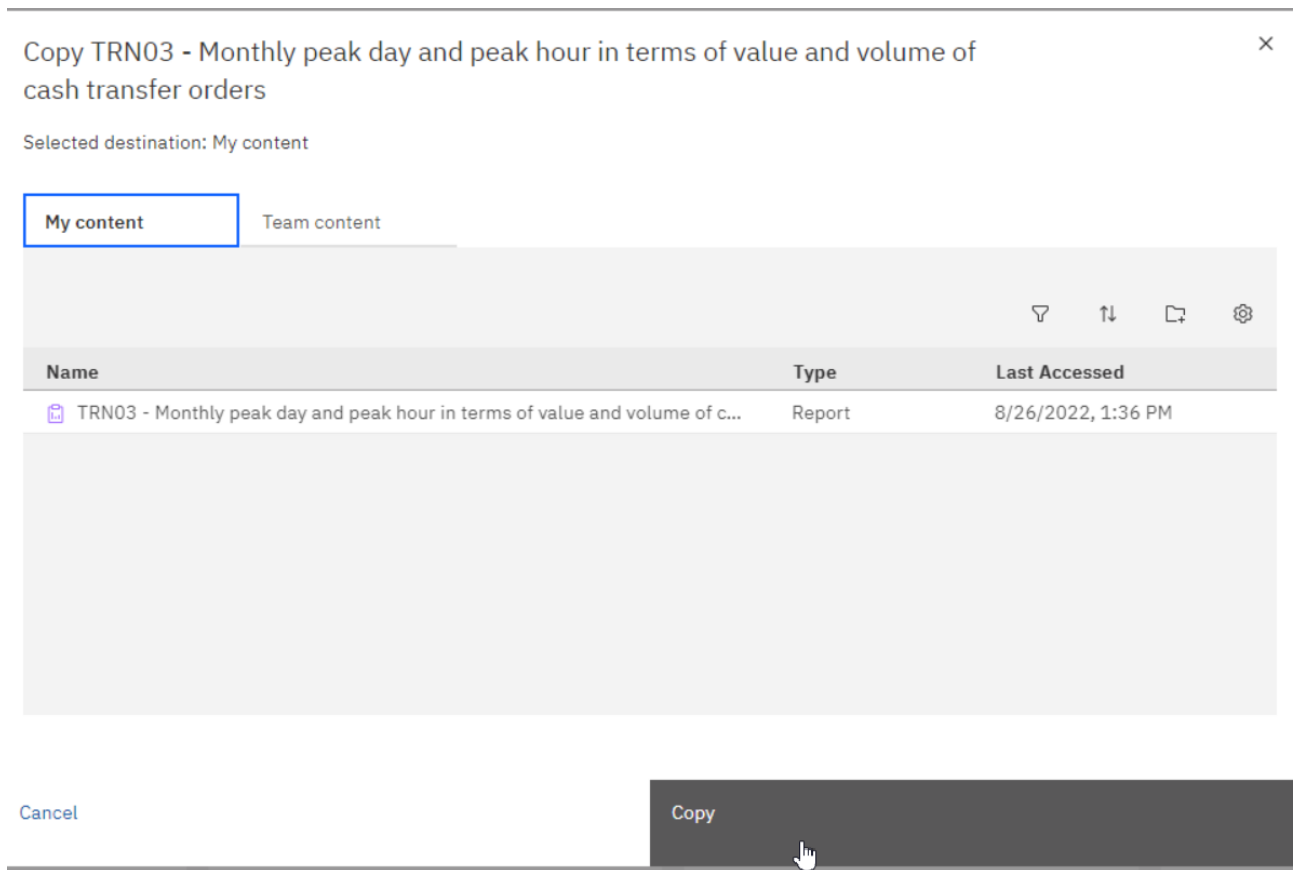 Copy TRN03 - Monthly peak day and peak hour in terms of value and volume of
cash transfer orders
Selected destination: My content
My content
Team content
Name
Type
Last Accessed
TRN03 - Monthly peak day and peak hour in terms of value and volume of c...
Report
8/26/2022, 1:36 PM
Cancel
Copy